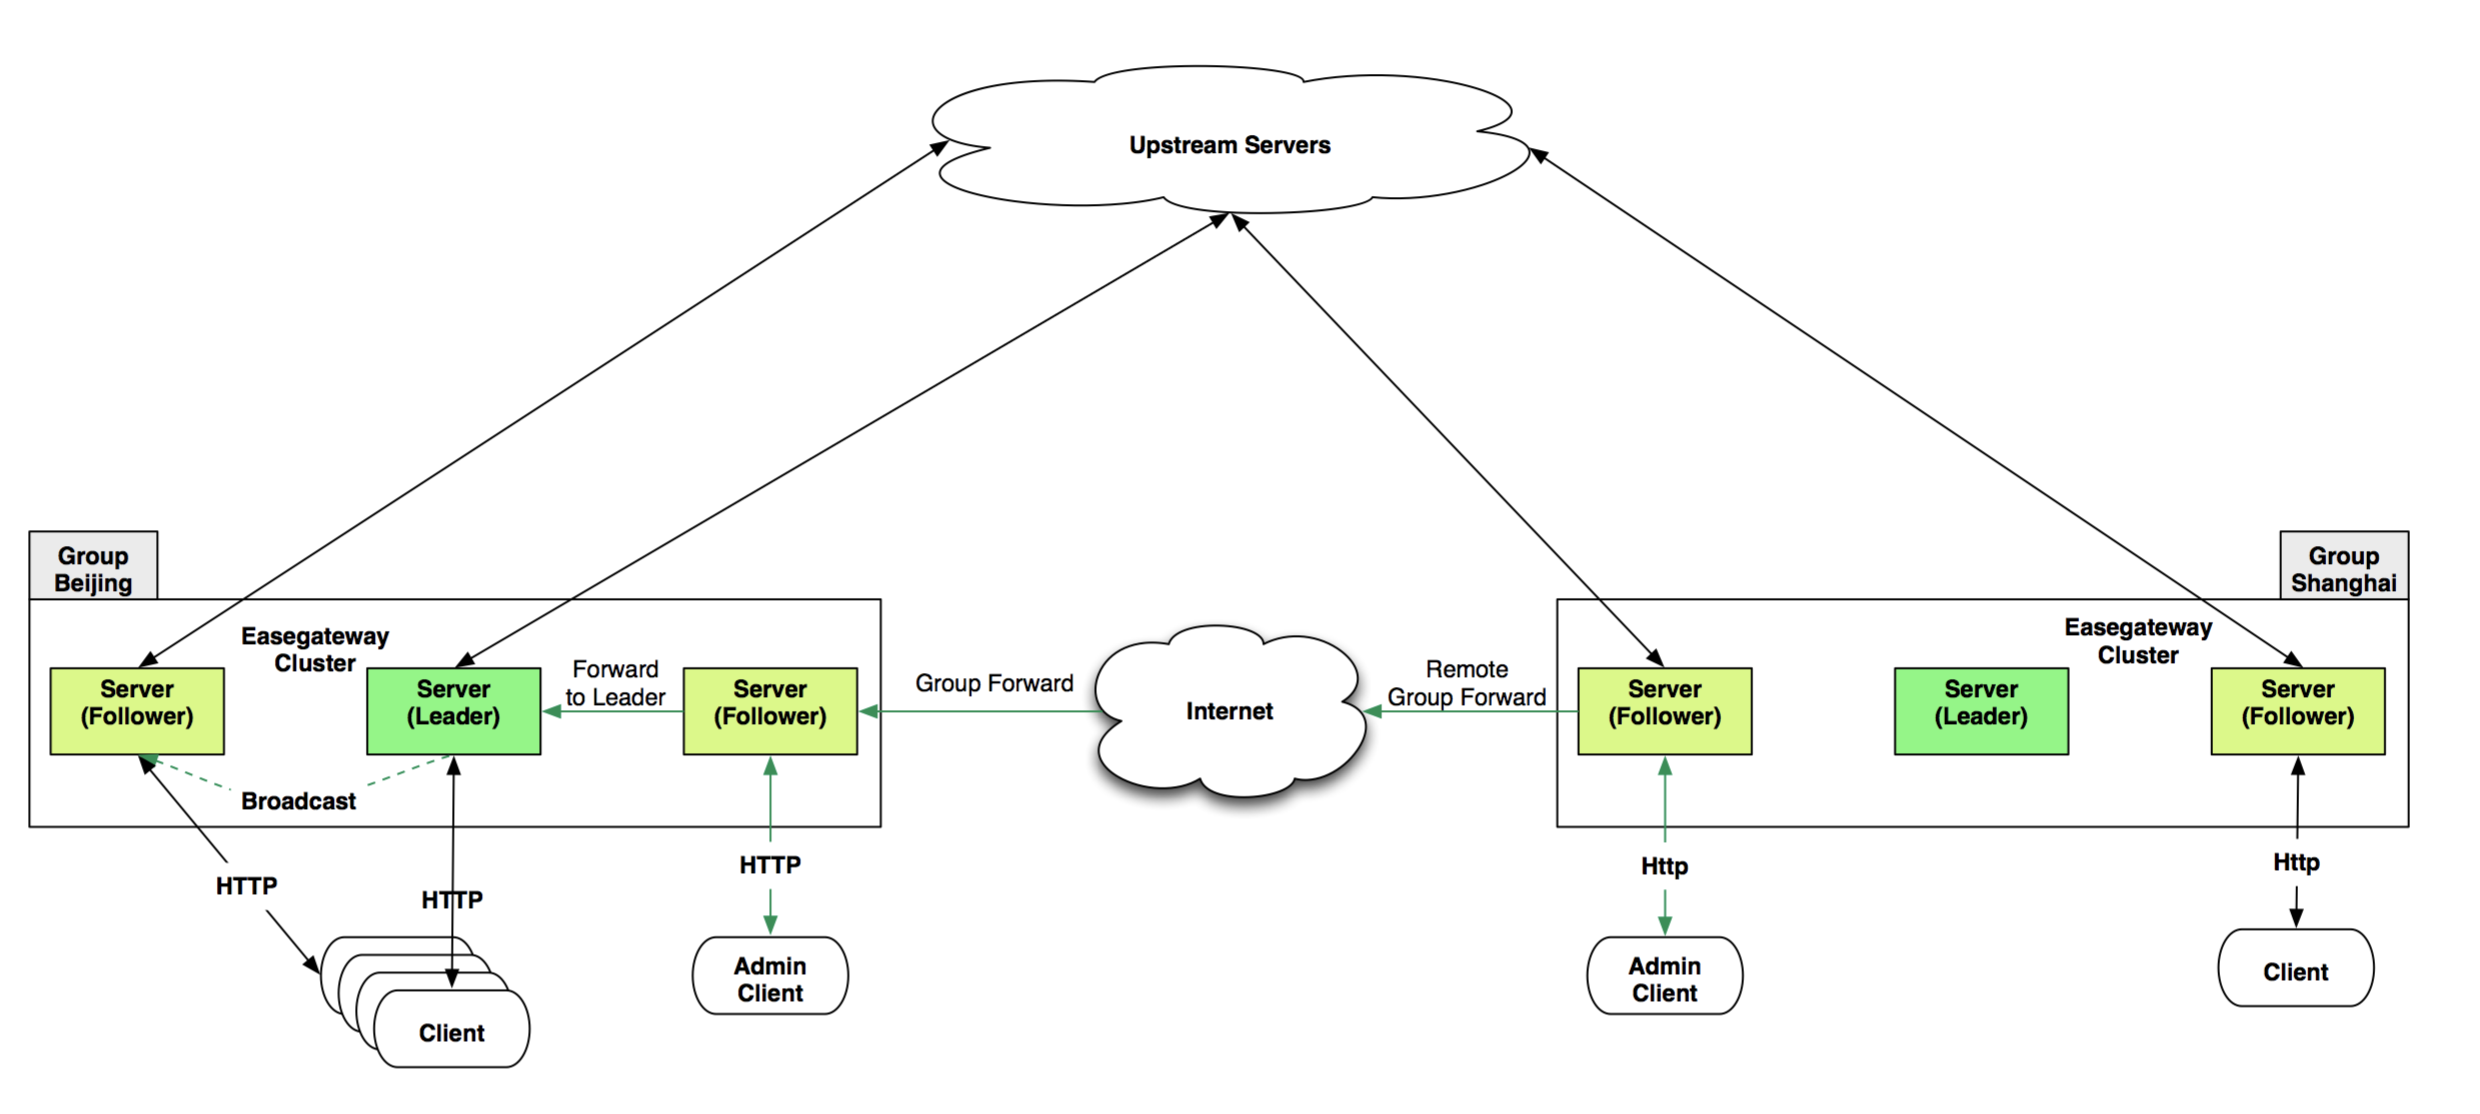 Upstream Servers
Group
Beijing
Group
Shanghai
Easegateway
Cluster
Server
(Follower)
Server
(Leader)
Forward
to Leader
Server
(Follower)
Group Forward
Internet
Remote
Group Forward
Server
(Follower)
Server
(Leader)
Easegateway
Cluster
Server
(Follower)
Broadcast
HTTP
HTTP
HTTP
Http
Http
Client
Admin
Client
Admin
Client
Client